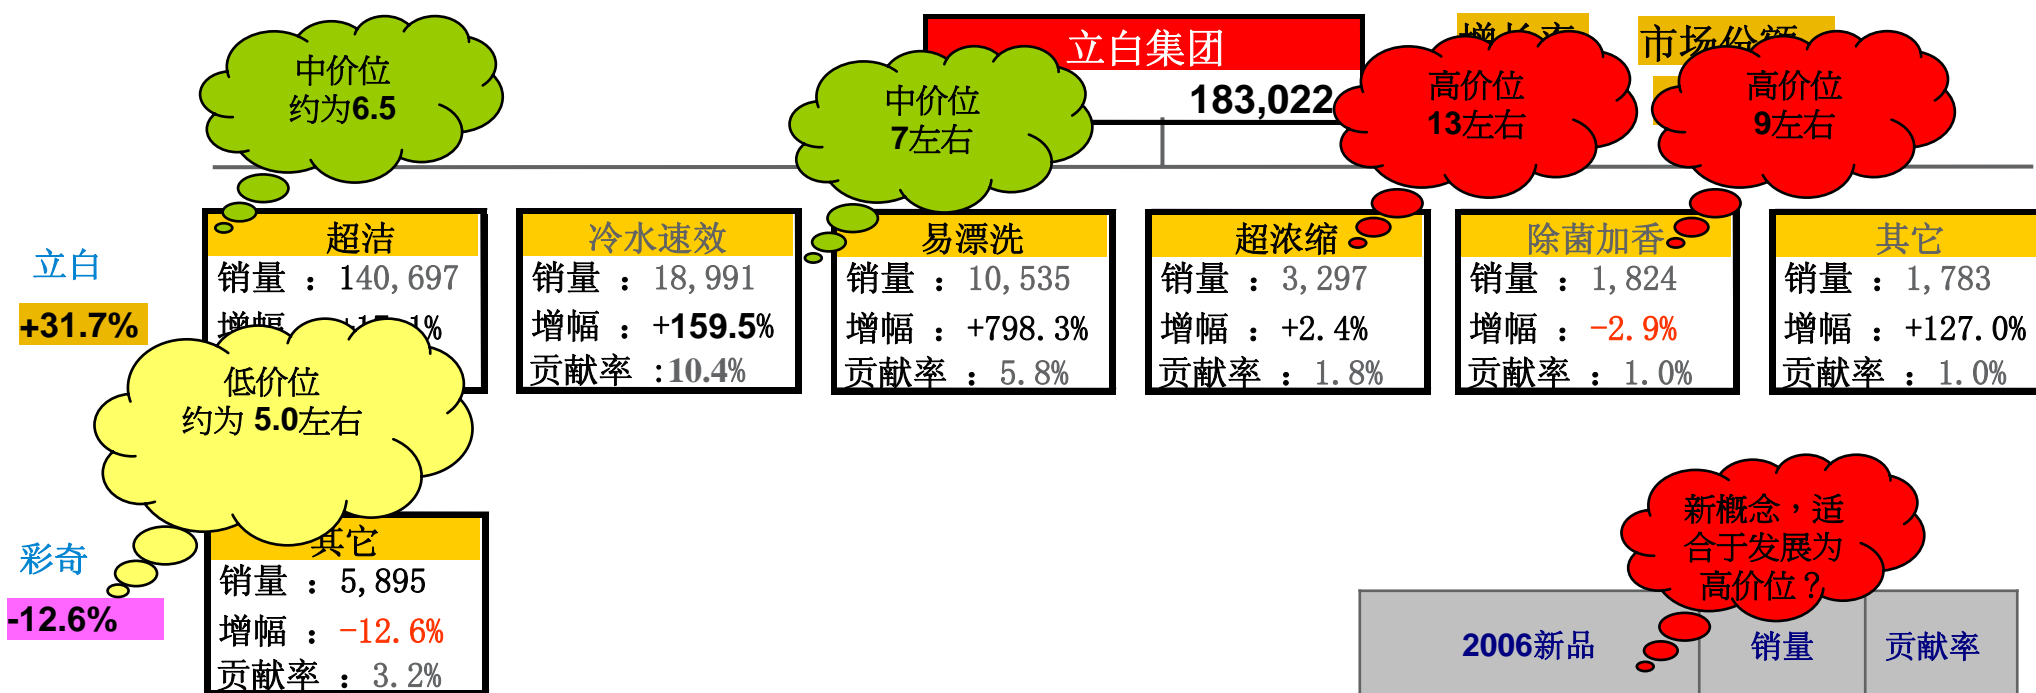 立白集团
183,022
市场份额
中价位
约为6.5
中价位
7左右
高价位
13左右
高价位
9左右
立白
+31.7%
超洁
销量 : 140,697
冷水速效
销量 : 18,991
增幅 : +159.5%
贡献率 :10.4%
易漂洗
销量 : 10,535
增幅 : +798.3%
贡献率 : 5.8%
超浓缩
销量 : 3,297
增幅 : +2.4%
贡献率 : 1.8%
除菌加香
销量 : 1,824
增幅 : -2.9%
贡献率 : 1.0%
其它
销量 : 1,783
增幅 : +127.0%
贡献率 : 1.0%
低价位
约为 5.0左右
彩奇
-12.6%
其它
销量 : 5,895
增幅 : -12.6%
贡献率 : 3.2%
新概念，适
合于发展为
高价位？
2006新品
销量
贡献率